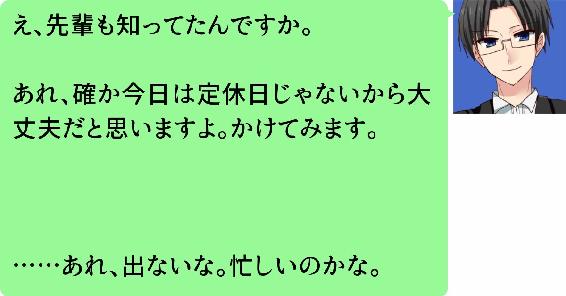 え、先輩も知ってたんですか。
あれ、確か今日は定休日じゃないから大
丈夫だと思いますよ。かけてみます。
……あれ、出ないな。忙しいのかな。